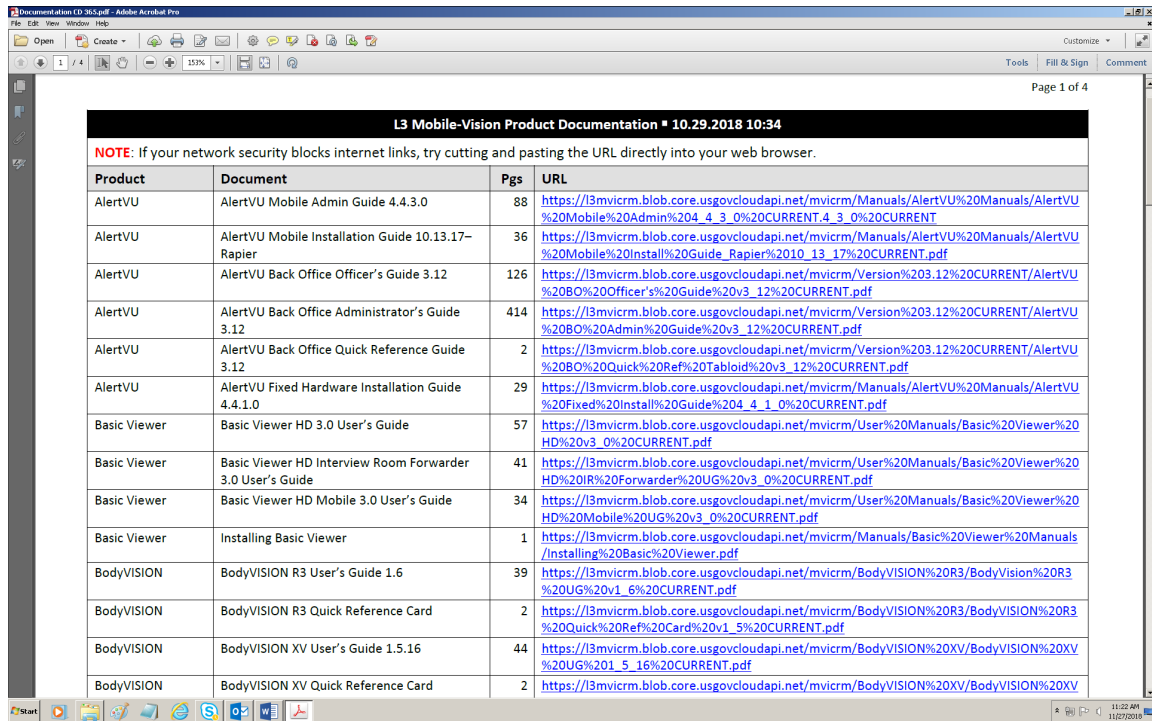 Documentation CD 365.pdf - Adobe Acrobat Pro
File Edit View Window Help
Open Create Customize
1 / 4 153% Tools Fill & Sign Comment
Page 1 of 4
L3 Mobile-Vision Product Documentation ▪ 10.29.2018 10:34
NOTE: If your network security blocks internet links, try cutting and pasting the URL directly into your web browser.
Product Document Pgs URL
AlertVU AlertVU Mobile Admin Guide 4.4.3.0 88 https://l3mvicrm.blob.core.usgovcloudapi.net/mvicrm/Manuals/AlertVU%20Manuals/AlertVU
%20Mobile%20Admin%204_4_3_0%20CURRENT.4_3_0%20CURRENT
AlertVU AlertVU Mobile Installation Guide 10.13.17– 36 https://l3mvicrm.blob.core.usgovcloudapi.net/mvicrm/Manuals/AlertVU%20Manuals/AlertVU
Rapier %20Mobile%20Install%20Guide_Rapier%2010_13_17%20CURRENT.pdf
AlertVU AlertVU Back Office Officer's Guide 3.12 126 https://l3mvicrm.blob.core.usgovcloudapi.net/mvicrm/Version%203.12%20CURRENT/AlertVU
%20BO%20Officer's%20Guide%20v3_12%20CURRENT.pdf
AlertVU AlertVU Back Office Administrator's Guide 414 https://l3mvicrm.blob.core.usgovcloudapi.net/mvicrm/Version%203.12%20CURRENT/AlertVU
3.12 %20BO%20Admin%20Guide%20v3_12%20CURRENT.pdf
AlertVU AlertVU Back Office Quick Reference Guide 2 https://l3mvicrm.blob.core.usgovcloudapi.net/mvicrm/Version%203.12%20CURRENT/AlertVU
3.12 %20BO%20Quick%20Ref%20Tabloid%20v3_12%20CURRENT.pdf
AlertVU AlertVU Fixed Hardware Installation Guide 29 https://l3mvicrm.blob.core.usgovcloudapi.net/mvicrm/Manuals/AlertVU%20Manuals/AlertVU
4.4.1.0 %20Fixed%20Install%20Guide%204_4_1_0%20CURRENT.pdf
Basic Viewer Basic Viewer HD 3.0 User's Guide 57 https://l3mvicrm.blob.core.usgovcloudapi.net/mvicrm/User%20Manuals/Basic%20Viewer%20
HD%20v3_0%20CURRENT.pdf
Basic Viewer Basic Viewer HD Interview Room Forwarder 41 https://l3mvicrm.blob.core.usgovcloudapi.net/mvicrm/User%20Manuals/Basic%20Viewer%20
3.0 User's Guide HD%20IR%20Forwarder%20UG%20v3_0%20CURRENT.pdf
Basic Viewer Basic Viewer HD Mobile 3.0 User's Guide 34 https://l3mvicrm.blob.core.usgovcloudapi.net/mvicrm/User%20Manuals/Basic%20Viewer%20
HD%20Mobile%20UG%20v3_0%20CURRENT.pdf
Basic Viewer Installing Basic Viewer 1 https://l3mvicrm.blob.core.usgovcloudapi.net/mvicrm/Manuals/Basic%20Viewer%20Manuals
/Installing%20Basic%20Viewer.pdf
BodyVISION BodyVISION R3 User's Guide 1.6 39 https://l3mvicrm.blob.core.usgovcloudapi.net/mvicrm/BodyVISION%20R3/BodyVision%20R3
%20UG%20v1_6%20CURRENT.pdf
BodyVISION BodyVISION R3 Quick Reference Card 2 https://l3mvicrm.blob.core.usgovcloudapi.net/mvicrm/BodyVISION%20R3/BodyVISION%20R3
%20Quick%20Ref%20Card%20v1_5%20CURRENT.pdf
BodyVISION BodyVISION XV User's Guide 1.5.16 44 https://l3mvicrm.blob.core.usgovcloudapi.net/mvicrm/BodyVISION%20XV/BodyVISION%20XV
%20UG%201_5_16%20CURRENT.pdf
BodyVISION BodyVISION XV Quick Reference Card 2 https://l3mvicrm.blob.core.usgovcloudapi.net/mvicrm/BodyVISION%20XV/BodyVISION%20XV
Start 11:22 AM
11/27/2018